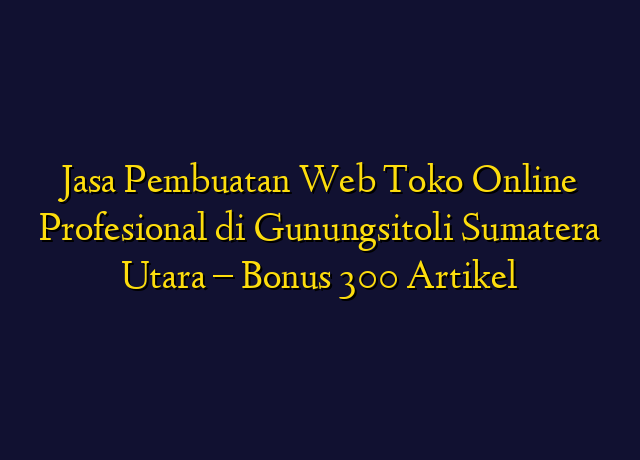 Jasa Pembuatan Web Toko Online
Profesional di Gunungsitoli Sumatera
Utara – Bonus 300 Artikel